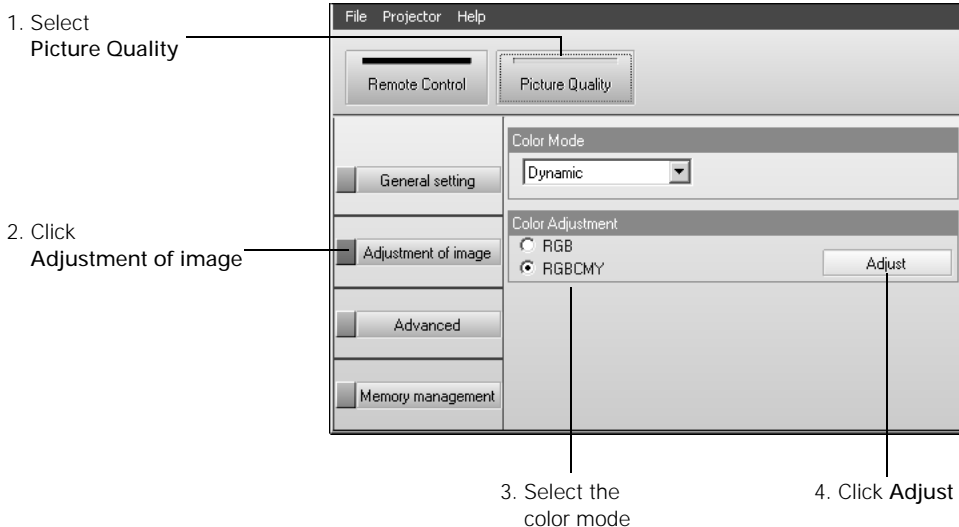 File Projector Help
1. Select
Picture Quality
Remote Control
Picture Quality
Color Mode
Dynamic
General setting
2. Click
Adjustment of image
Adjustment of image
Color Adjustment
RGB
RGBCMY
Adjust
Advanced
Memory management
3. Select the
color mode
4. Click Adjust